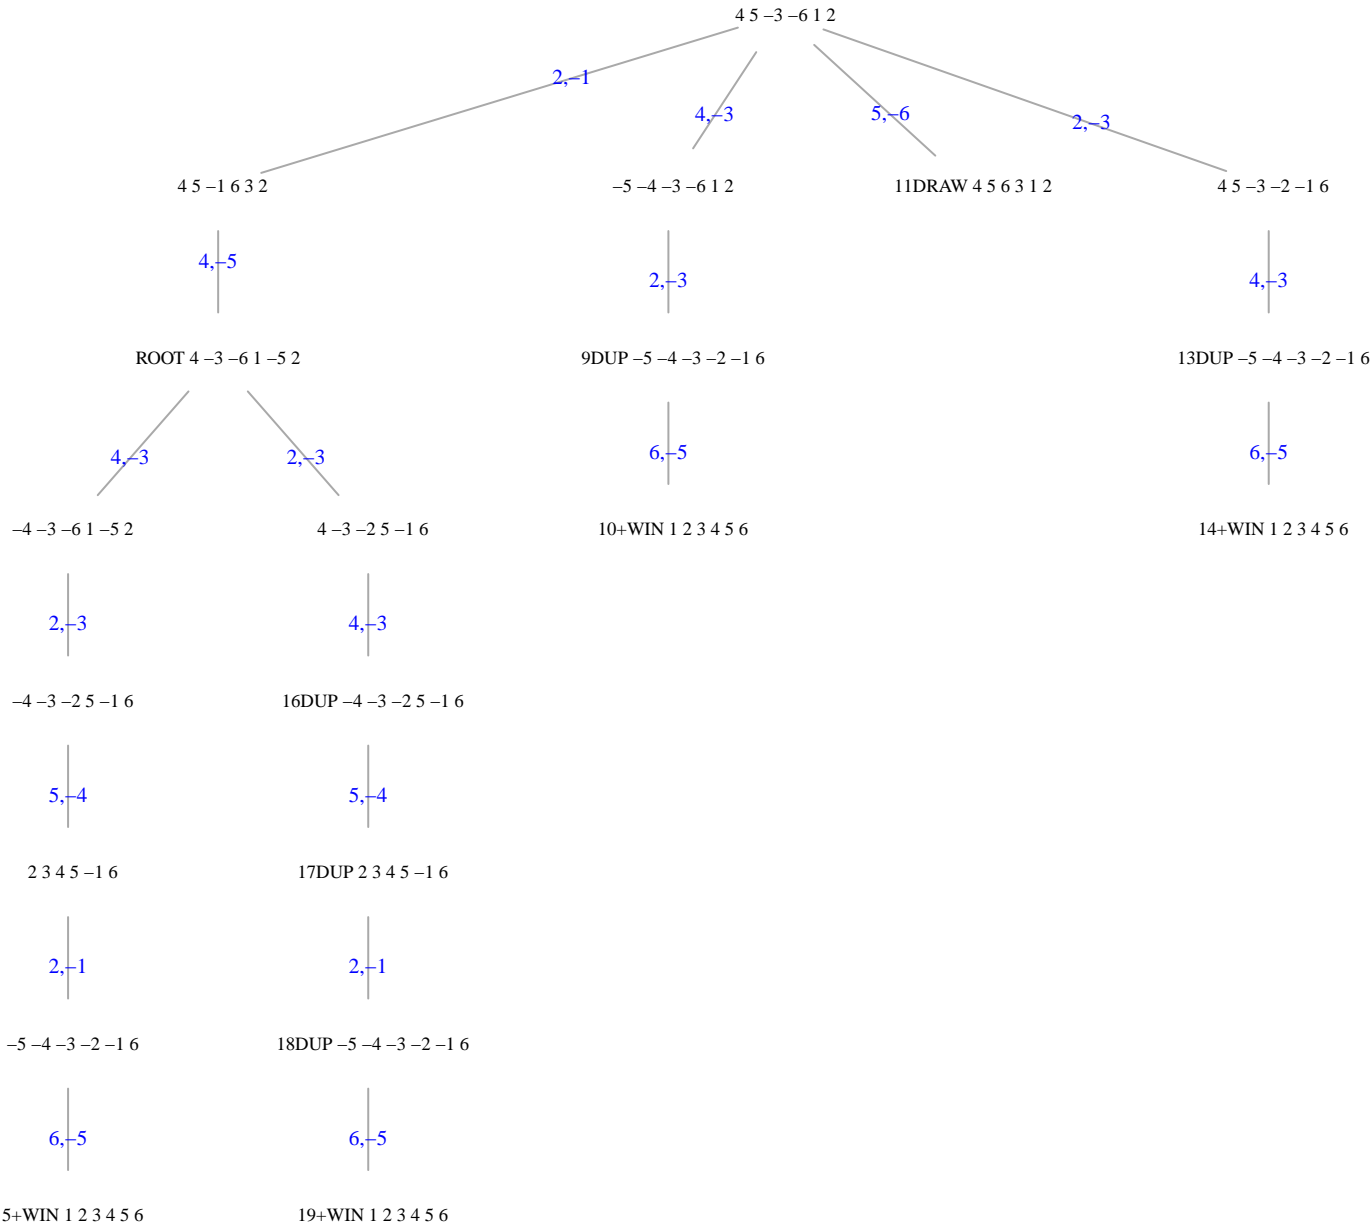 4 5 –3 –6 1 2
2,–1
4,–3
5,–6
2,–3
4 5 –1 6 3 2
–5 –4 –3 –6 1 2
11DRAW 4 5 6 3 1 2
4 5 –3 –2 –1 6
4,–5
2,–3
4,–3
ROOT 4 –3 –6 1 –5 2
9DUP –5 –4 –3 –2 –1 6
13DUP –5 –4 –3 –2 –1 6
4,–3
2,–3
6,–5
6,–5
–4 –3 –6 1 –5 2
4 –3 –2 5 –1 6
10+WIN 1 2 3 4 5 6
14+WIN 1 2 3 4 5 6
2,–3
4,–3
–4 –3 –2 5 –1 6
16DUP –4 –3 –2 5 –1 6
5,–4
5,–4
2 3 4 5 –1 6
17DUP 2 3 4 5 –1 6
2,–1
2,–1
–5 –4 –3 –2 –1 6
18DUP –5 –4 –3 –2 –1 6
6,–5
6,–5
5+WIN 1 2 3 4 5 6
19+WIN 1 2 3 4 5 6